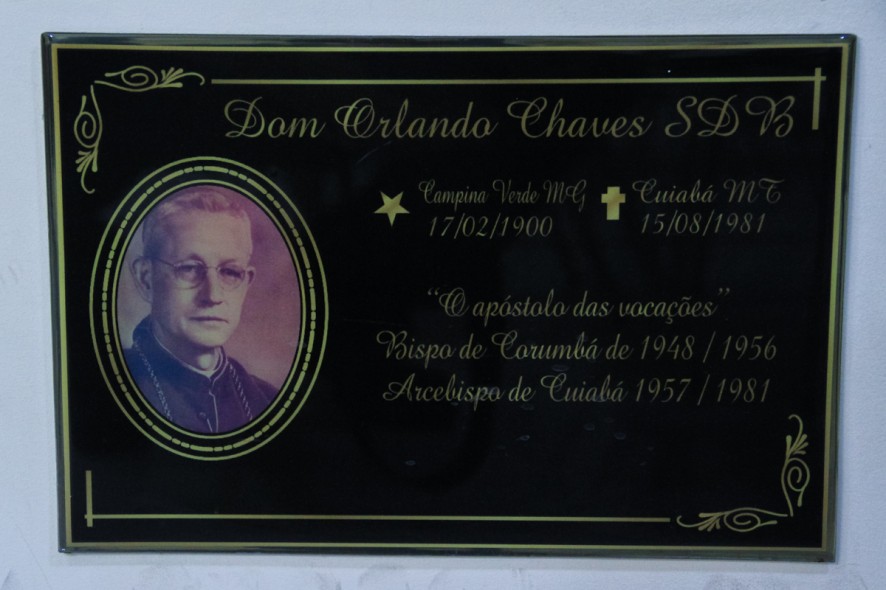 Dom Orlando Chaves SDB
Campina Verde MG
17/02/1900
Cuiabá MT
15/08/1981
"O apóstolo das vocações"
Bispo de Corumbá de 1948 / 1956
Arcebispo de Cuiabá 1957 / 1981